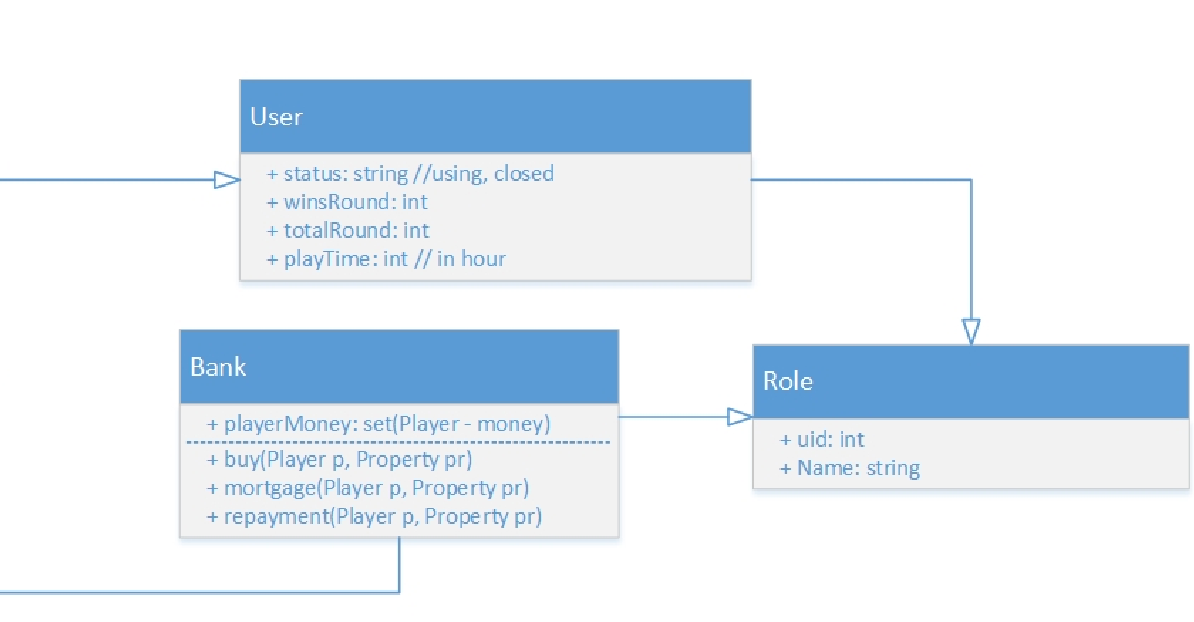 User
+ status: string //using, closed
+ winsRound: int
+ totalRound: int
+ playTime: int // in hour
Bank
+ playerMoney: set(Player - money)
+ buy(Player p, Property pr)
+ mortgage(Player p, Property pr)
+ repayment(Player p, Property pr)
Role
+ uid: int
+ Name: string